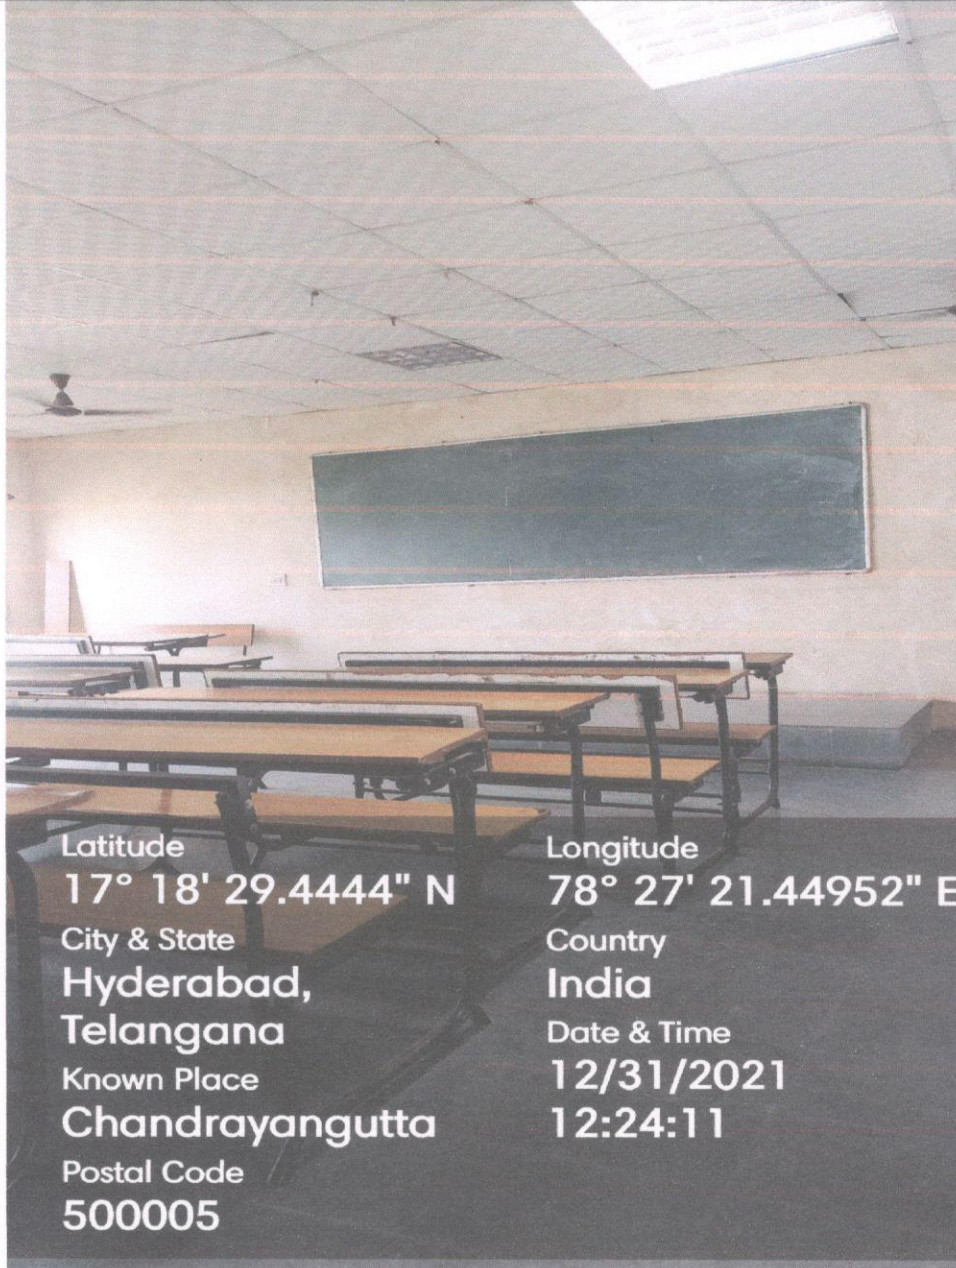 Latitude
17° 18' 29.4444" N
City & State
Hyderabad,
Telangana
Known Place
Chandrayangutta
Postal Code
500005
Longitude
78° 27' 21.44952" E
Country
India
Date & Time
12/31/2021
12:24:11